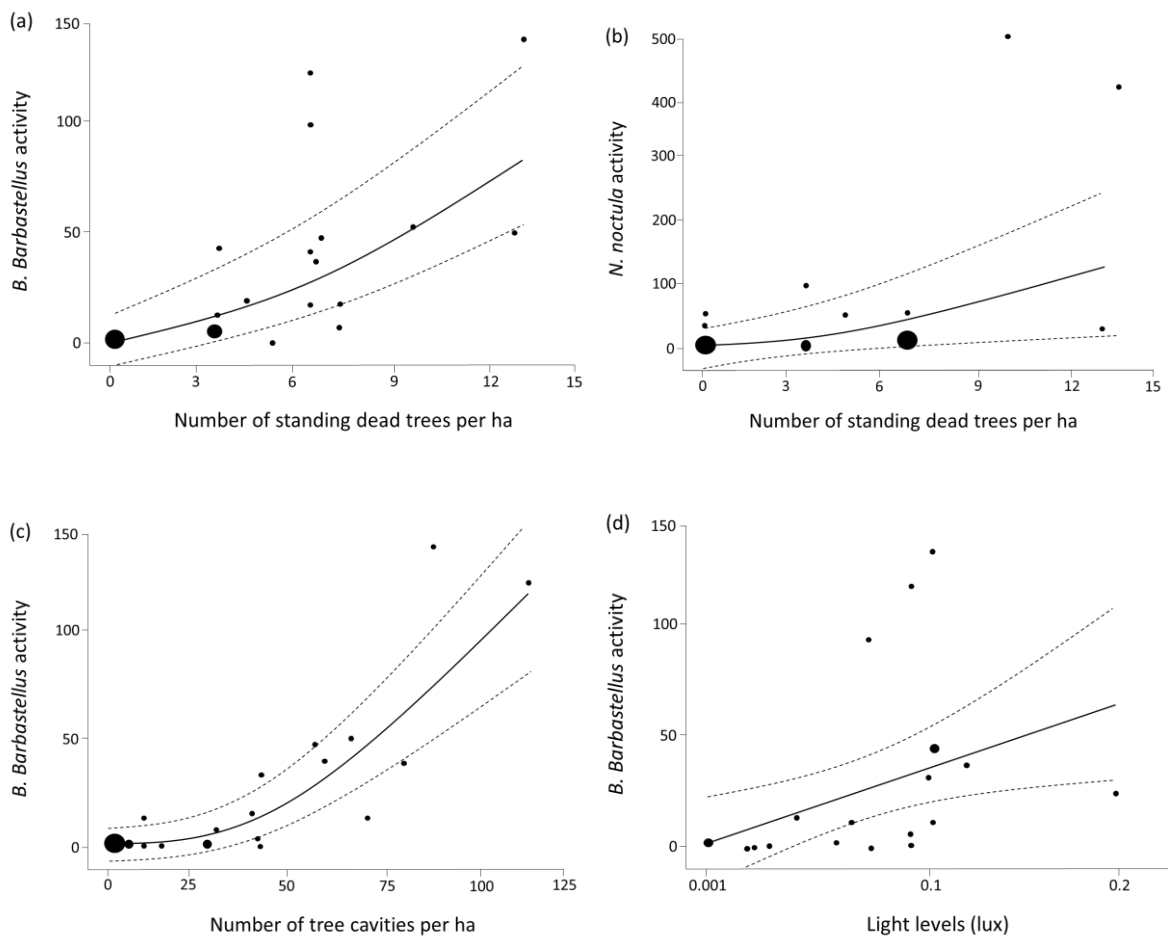 (a)
150
100
50
0
B. Barbastellus activity
0 3 6 9 12 15
Number of standing dead trees per ha
(b)
500
400
300
200
100
0
N. noctula activity
0 3 6 9 12 15
Number of standing dead trees per ha
(c)
150
100
50
0
B. Barbastellus activity
0 25 50 75 100 125
Number of tree cavities per ha
(d)
150
100
50
0
B. Barbastellus activity
0.001 0.1 0.2
Light levels (lux)